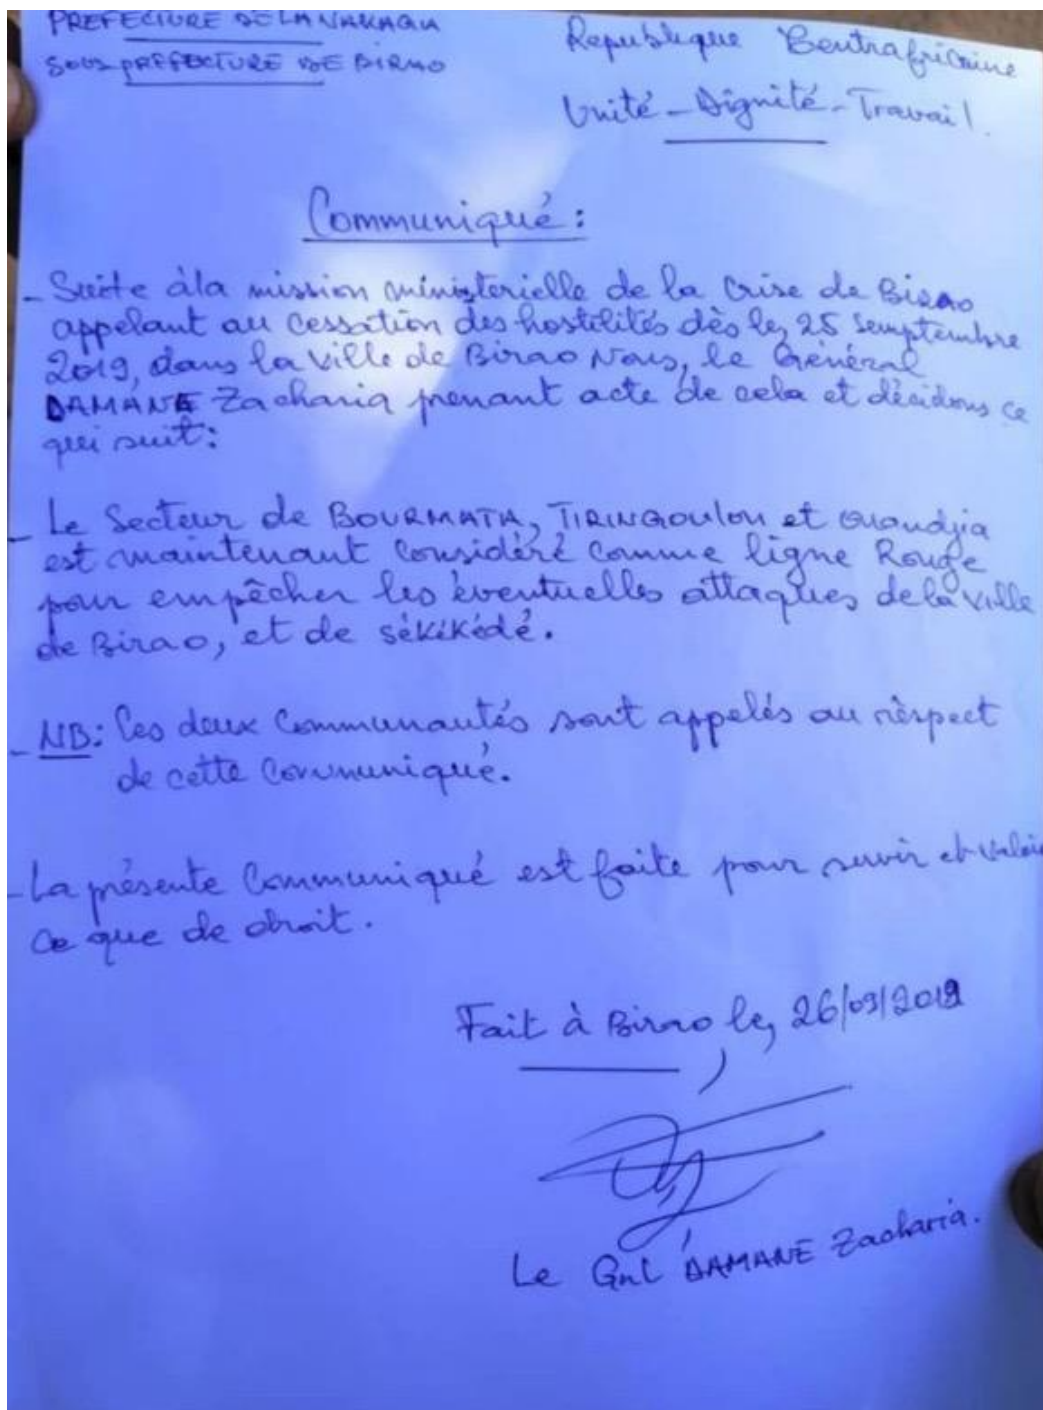 PREFECTURE DE LA VAKAGA
SOUS PREFECTURE DE BIRAO
Republique Centrafricaine
Unité - Dignité - Travail.
Communiqué:
- Suite à la mission ministerielle de la Crise de Birao
appelant au Cessation des hostilités dès le, 25 Semptembre
2019, dans la ville de Birao Nous, le Général
DAMANE Zacharia prenant acte de cela et décidons ce
qui suit:
- Le Secteur de BOURMATA, TIRINGOULOU et Ouandjia
est maintenant Considéré Comme ligne Rouge
pour empêcher les éventuelles attaques de la ville
de Birao, et de sékikédé.
- NB: Les deux Communautés sont appelés au respect
de cette Communiqué.
- La présente Communiqué est faite pour servir et valoir
Ce que de droit.
Fait à Birao le, 26/09/2019
Le Gnl DAMANE Zacharia.